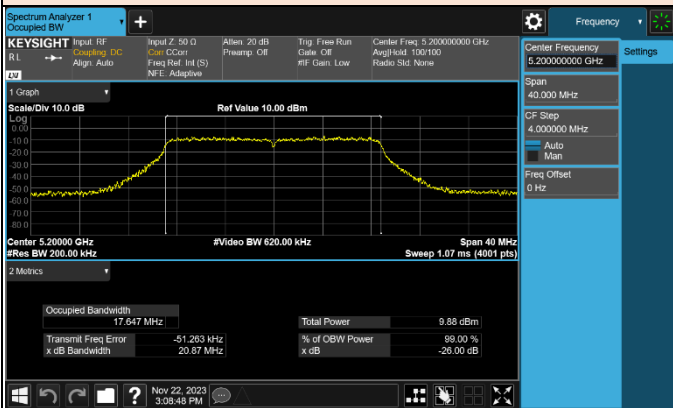 Spectrum Analyzer 1
Occupied BW
Frequency
KEYSIGHT Input: RF
R L
Coupling: DC
Align: Auto
LXI
Input Z: 50 Ω
Corr CCorr
Freq Ref: Int (S)
NFE: Adaptive
Atten: 20 dB
Preamp: Off
Trig: Free Run
Gate: Off
#IF Gain: Low
Center Freq: 5.200000000 GHz
Avg|Hold: 100/100
Radio Std: None
Center Frequency
5.200000000 GHz
Settings
Span
40.000 MHz
CF Step
4.000000 MHz
Auto
Man
Freq Offset
0 Hz
1 Graph
Scale/Div 10.0 dB
Ref Value 10.00 dBm
Log
0.00
-10.0
-20.0
-30.0
-40.0
-50.0
-60.0
-70.0
-80.0
Center 5.20000 GHz
#Video BW 620.00 kHz
Span 40 MHz
#Res BW 200.00 kHz
Sweep 1.07 ms (4001 pts)
2 Metrics
Occupied Bandwidth
17.647 MHz
Total Power 9.88 dBm
Transmit Freq Error -51.263 kHz
% of OBW Power 99.00 %
x dB Bandwidth 20.87 MHz
x dB -26.00 dB
?
Nov 22, 2023
3:08:48 PM